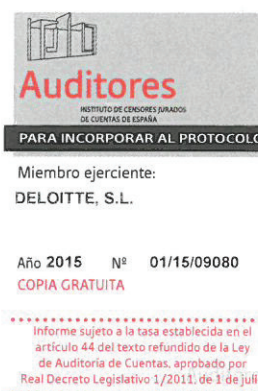 Auditores
INSTITUTO DE CENSORES JURADOS
DE CUENTAS DE ESPAÑA
PARA INCORPORAR AL PROTOCOLO
Miembro ejerciente:
DELOITTE, S.L.
Año 2015 Nº 01/15/09080
COPIA GRATUITA
Informe sujeto a la tasa establecida en el
artículo 44 del texto refundido de la Ley
de Auditoría de Cuentas, aprobado por
Real Decreto Legislativo 1/2011, de 1 de juli